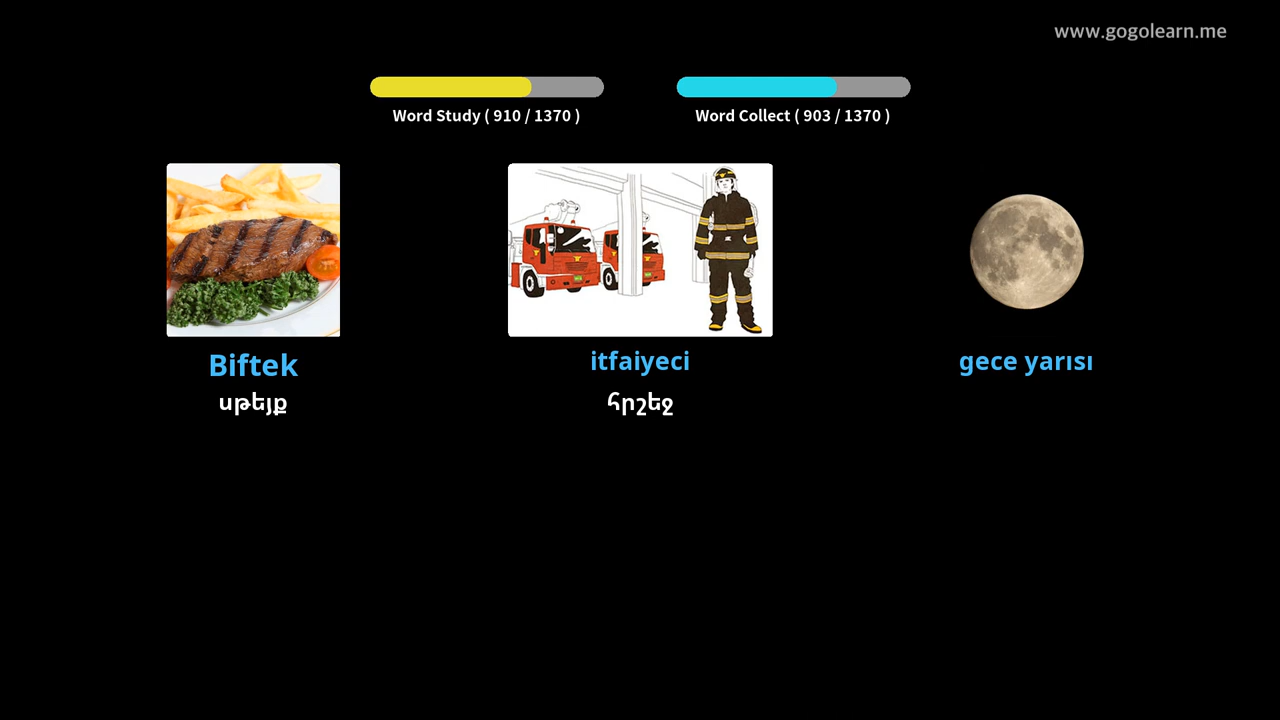 www.gogolearn.me
Word Study ( 910 / 1370 )
Word Collect ( 903 / 1370 )
Biftek
սթեյք
itfaiyeci
հրշեջ
gece yarısı